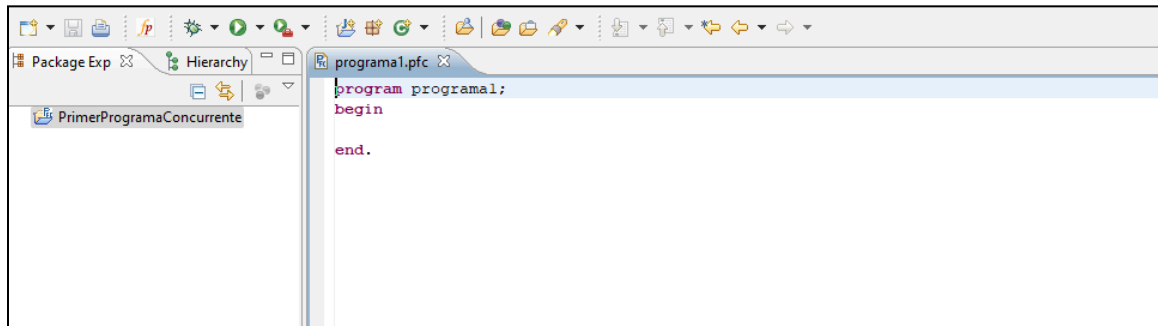 Package Exp
Hierarchy
programa1.pfc
PrimerProgramaConcurrente
program programa1;
begin
end.